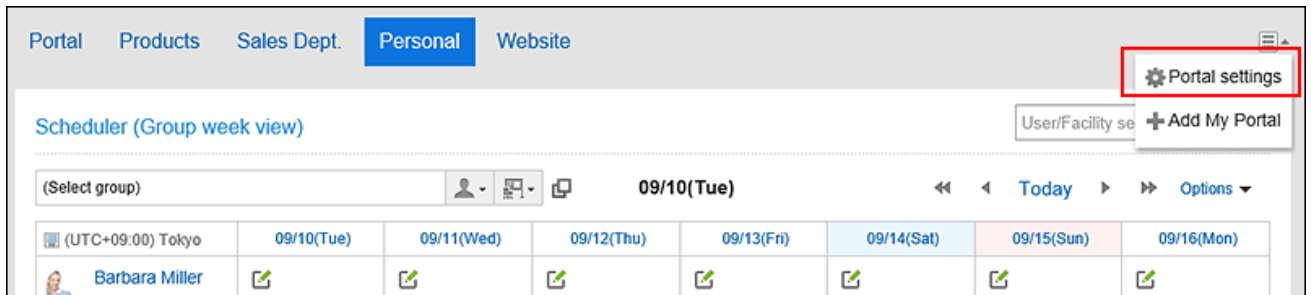 Portal Products Sales Dept. Personal Website
Portal settings
Add My Portal
Scheduler (Group week view)
User/Facility se
(Select group) 09/10(Tue) Today Options
(UTC+09:00) Tokyo 09/10(Tue) 09/11(Wed) 09/12(Thu) 09/13(Fri) 09/14(Sat) 09/15(Sun) 09/16(Mon)
Barbara Miller